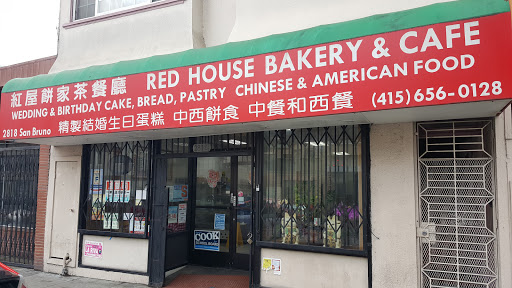 紅屋餅家茶餐廳 RED HOUSE BAKERY & CAFE
WEDDING & BIRTHDAY CAKE, BREAD, PASTRY CHINESE & AMERICAN FOOD
2818 San Bruno 精製結婚生日蛋糕 中西餅食 中餐和西餐 (415) 656-0128
COOK